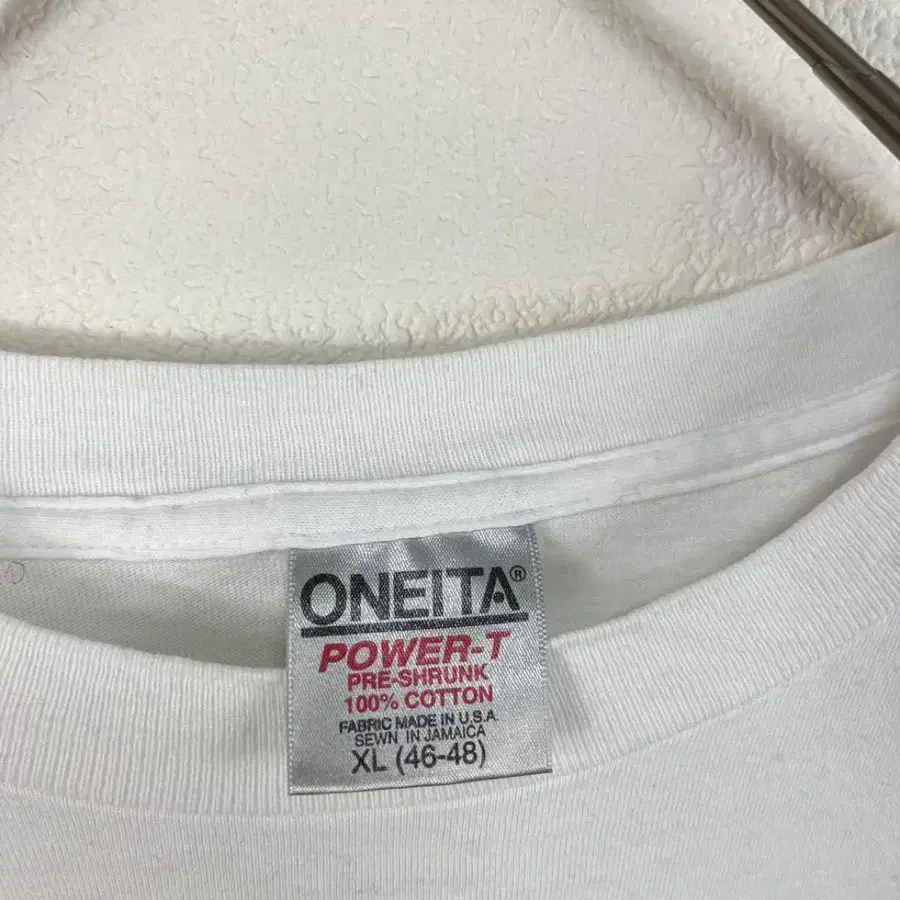 ONEITA®
POWER-T
PRE-SHRUNK
100% COTTON
FABRIC MADE IN U.S.A.
SEWN IN JAMAICA
XL (46-48)